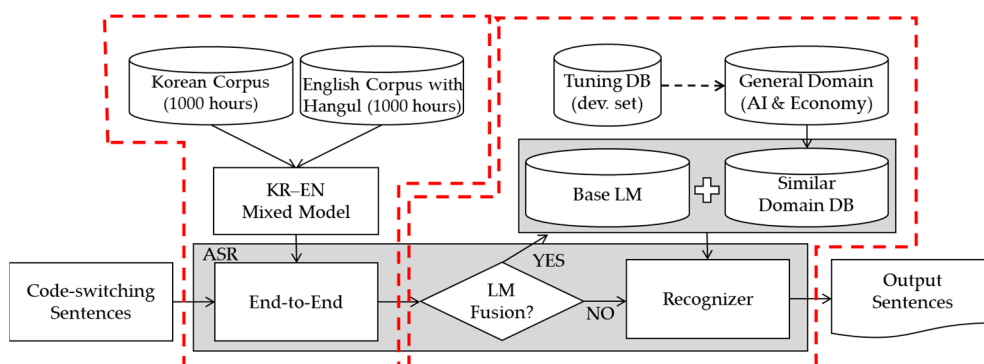 Korean Corpus
(1000 hours)
English Corpus with
Hangul (1000 hours)
Tuning DB
(dev. set)
General Domain
(AI & Economy)
KR–EN
Mixed Model
Base LM
Similar
Domain DB
ASR
YES
Code-switching
Sentences
End-to-End
LM
Fusion?
NO
Recognizer
Output
Sentences